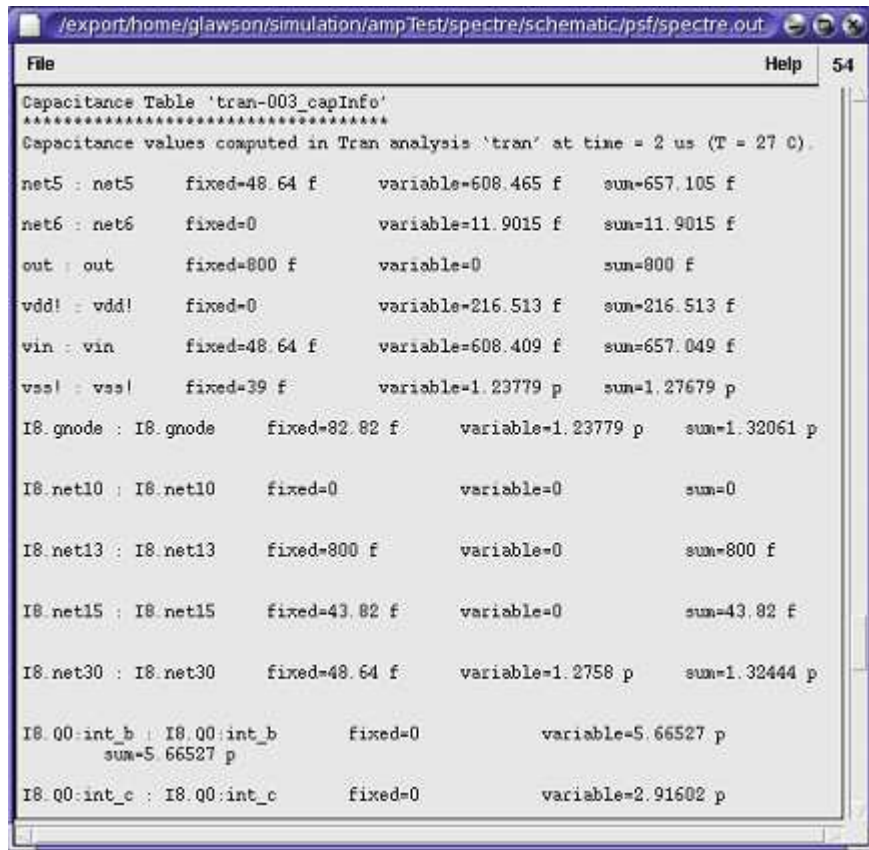 /export/home/glawson/simulation/ampTest/spectre/schematic/psf/spectre.out
File Help 54
Capacitance Table 'tran-003_capInfo'
*************************************
Capacitance values computed in Tran analysis `tran' at time = 2 us (T = 27 C).
net5 : net5 fixed=48.64 f variable=608.465 f sum=657.105 f
net6 : net6 fixed=0 variable=11.9015 f sum=11.9015 f
out : out fixed=800 f variable=0 sum=800 f
vdd! : vdd! fixed=0 variable=216.513 f sum=216.513 f
vin : vin fixed=48.64 f variable=608.409 f sum=657.049 f
vss! : vss! fixed=39 f variable=1.23779 p sum=1.27679 p
I8.gnode : I8.gnode fixed=82.82 f variable=1.23779 p sum=1.32061 p
I8.net10 : I8.net10 fixed=0 variable=0 sum=0
I8.net13 : I8.net13 fixed=800 f variable=0 sum=800 f
I8.net15 : I8.net15 fixed=43.82 f variable=0 sum=43.82 f
I8.net30 : I8.net30 fixed=48.64 f variable=1.2758 p sum=1.32444 p
I8.Q0:int_b : I8.Q0:int_b fixed=0 variable=5.66527 p
sum=5.66527 p
I8.Q0:int_c : I8.Q0:int_c fixed=0 variable=2.91602 p